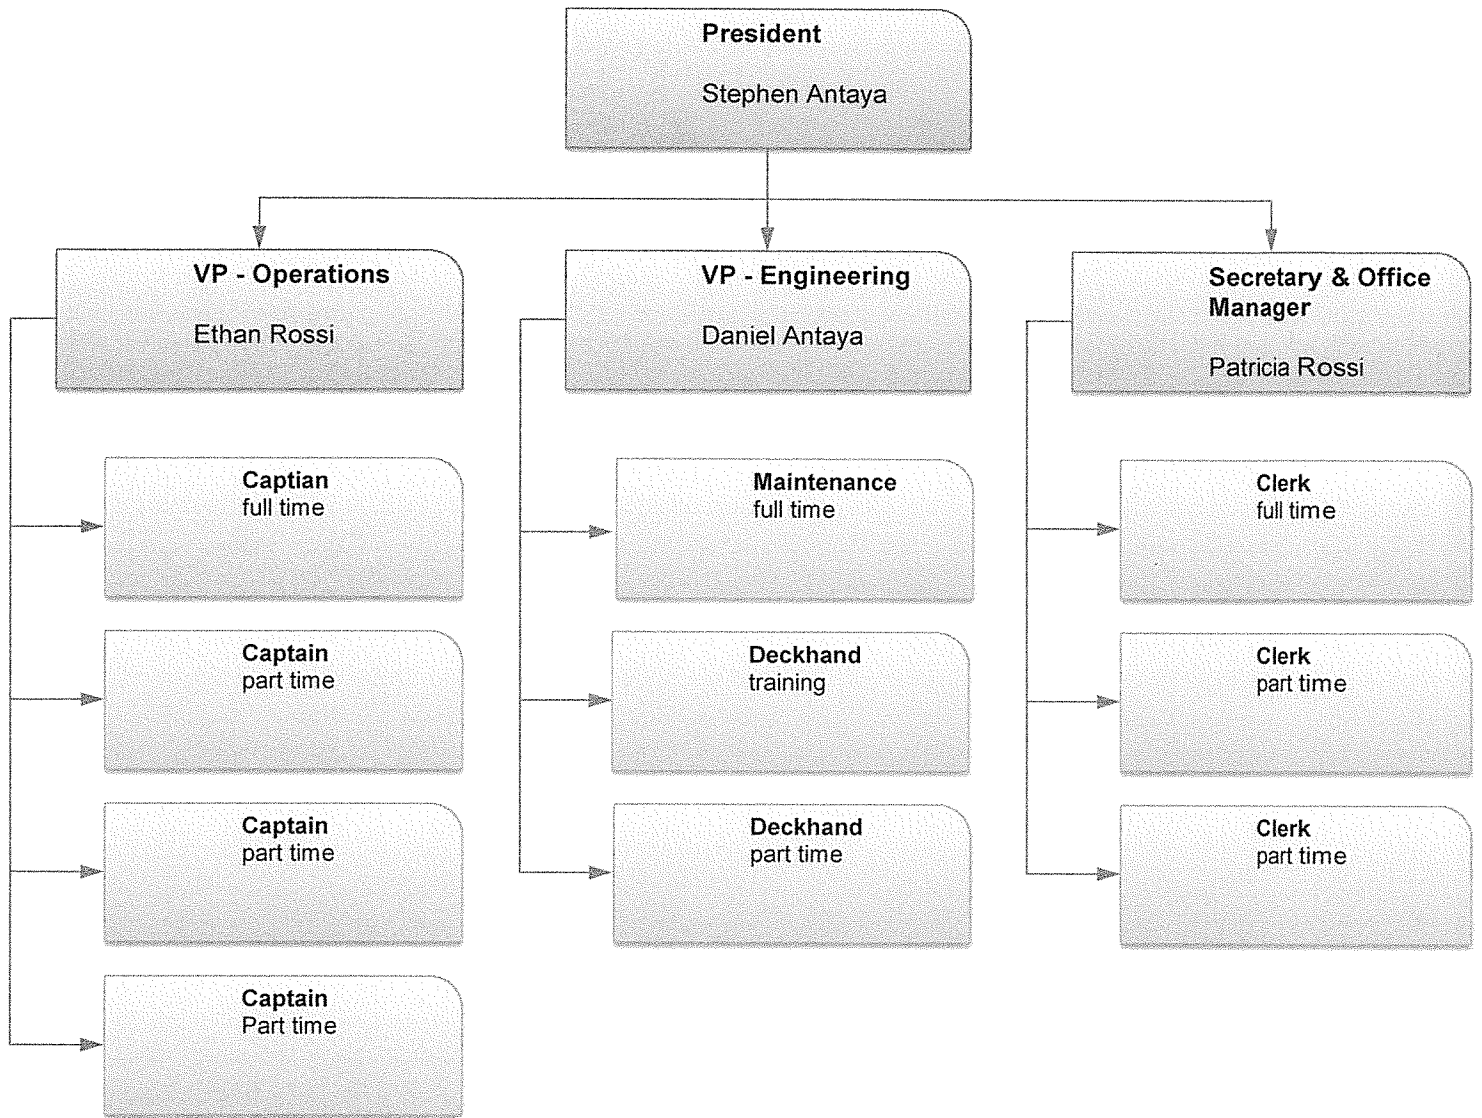 President
Stephen Antaya
VP - Operations
Ethan Rossi
VP - Engineering
Daniel Antaya
Secretary & Office
Manager
Patricia Rossi
Captian
full time
Captain
part time
Captain
part time
Captain
Part time
Maintenance
full time
Deckhand
training
Deckhand
part time
Clerk
full time
Clerk
part time
Clerk
part time